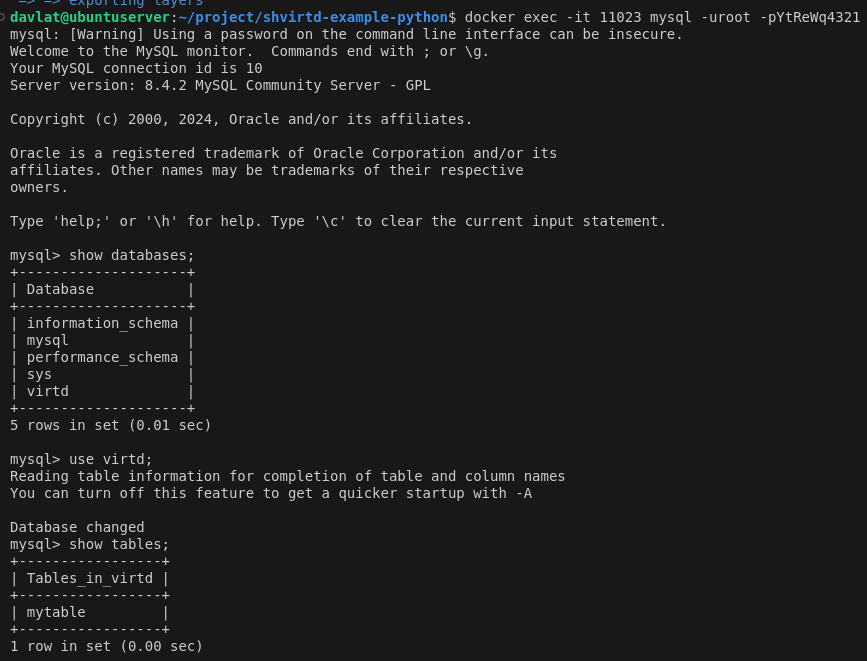 => => exporting layers
davlat@ubuntuserver:~/project/shvirtd-example-python$ docker exec -it 11023 mysql -uroot -pYtReWq4321
mysql: [Warning] Using a password on the command line interface can be insecure.
Welcome to the MySQL monitor.  Commands end with ; or \g.
Your MySQL connection id is 10
Server version: 8.4.2 MySQL Community Server - GPL

Copyright (c) 2000, 2024, Oracle and/or its affiliates.

Oracle is a registered trademark of Oracle Corporation and/or its
affiliates. Other names may be trademarks of their respective
owners.

Type 'help;' or '\h' for help. Type '\c' to clear the current input statement.

mysql> show databases;
+--------------------+
| Database           |
+--------------------+
| information_schema |
| mysql              |
| performance_schema |
| sys                |
| virtd              |
+--------------------+
5 rows in set (0.01 sec)

mysql> use virtd;
Reading table information for completion of table and column names
You can turn off this feature to get a quicker startup with -A

Database changed
mysql> show tables;
+-----------------+
| Tables_in_virtd |
+-----------------+
| mytable         |
+-----------------+
1 row in set (0.00 sec)